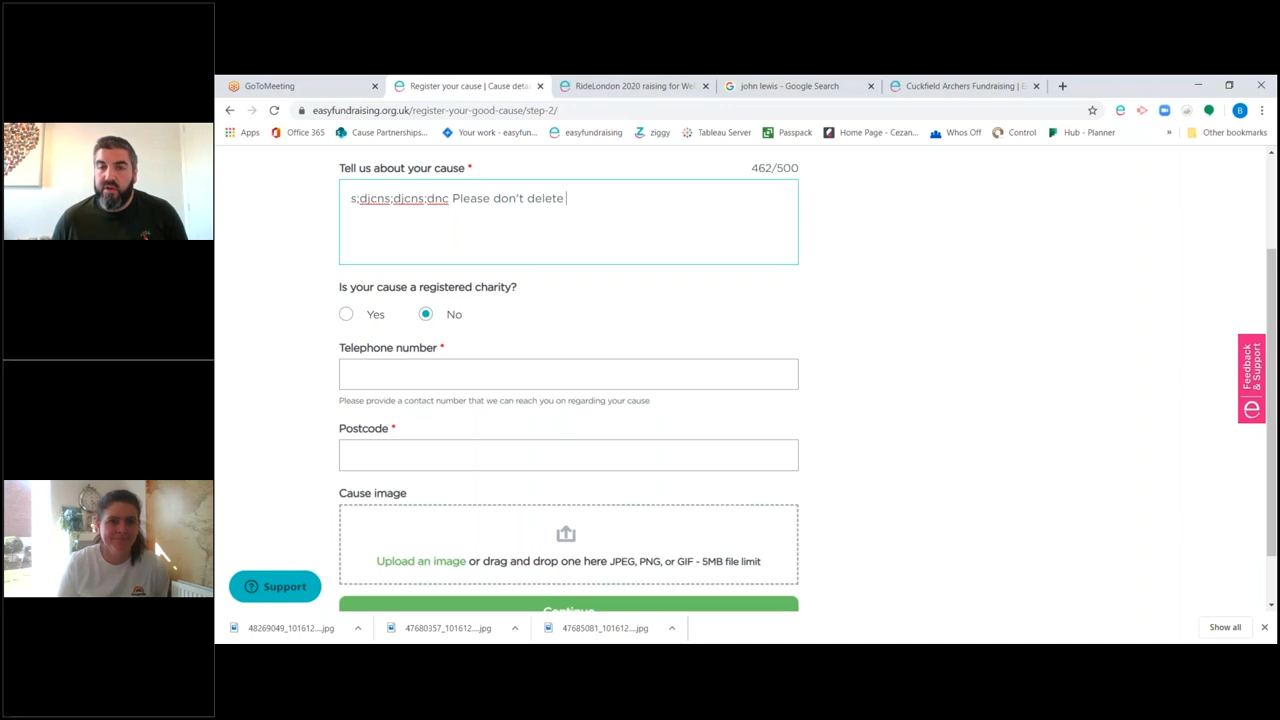 GoToMeeting
Register your cause | Cause deta
RideLondon 2020 raising for We
john lewis - Google Search
Cuckfield Archers Fundraising | E
easyfundraising.org.uk/register-your-good-cause/step-2/
B
Apps
Office 365
Cause Partnerships...
Your work - easyfun...
easyfundraising
ziggy
Tableau Server
Passpack
Home Page - Cezan...
Whos Off
Control
Hub - Planner
»
Other bookmarks
Tell us about your cause *
462/500
s;djcns;djcns;dnc Please don't delete
Is your cause a registered charity?
Yes
No
Telephone number *
Please provide a contact number that we can reach you on regarding your cause
Postcode *
Cause image
Upload an image or drag and drop one here JPEG, PNG, or GIF - 5MB file limit
Continue
Support
Feedback
& Support
48269049_101612....jpg
47680357_101612....jpg
47685081_101612....jpg
Show all